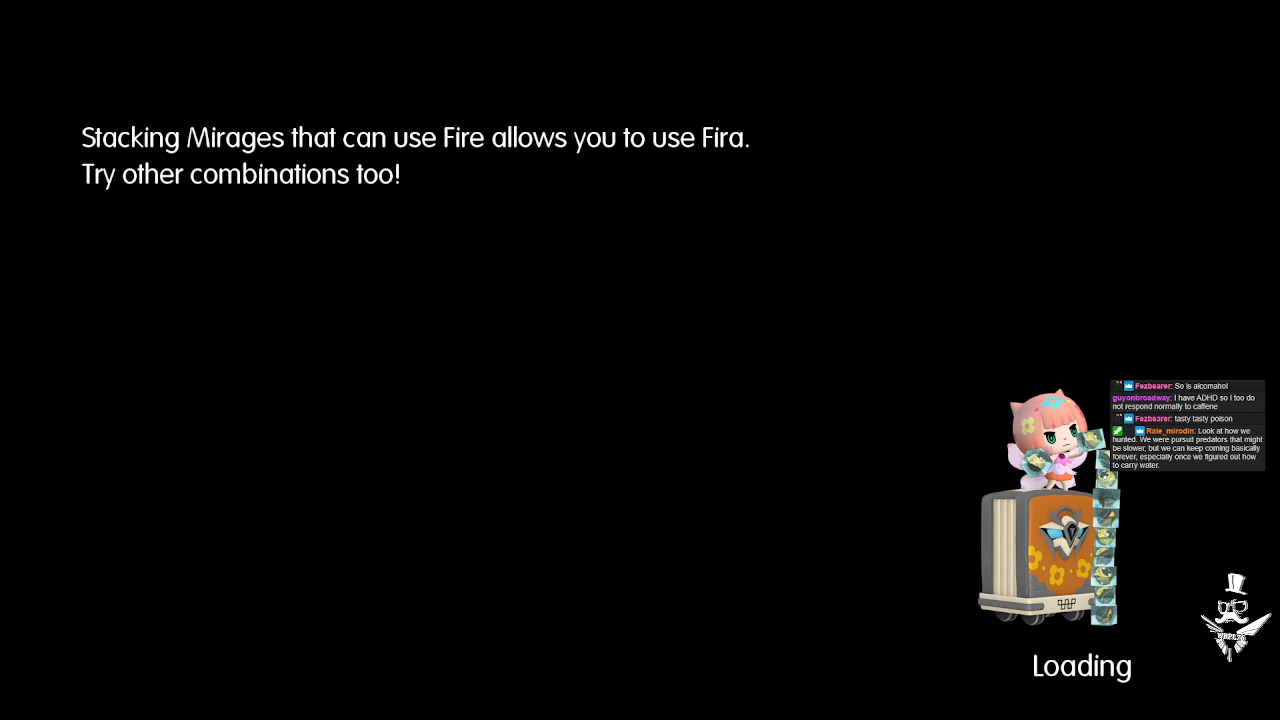 Stacking Mirages that can use Fire allows you to use Fira.
Try other combinations too!
Fezbearer: So is alcomahol
guyonbroadway: I have ADHD so I too do
not respond normally to caffene
Fezbearer: tasty tasty poison
Rale_mirodin: Look at how we
hunted. We were pursuit predators that might
be slower, but we can keep coming basically
forever, especially once we figured out how
to carry water.
Loading